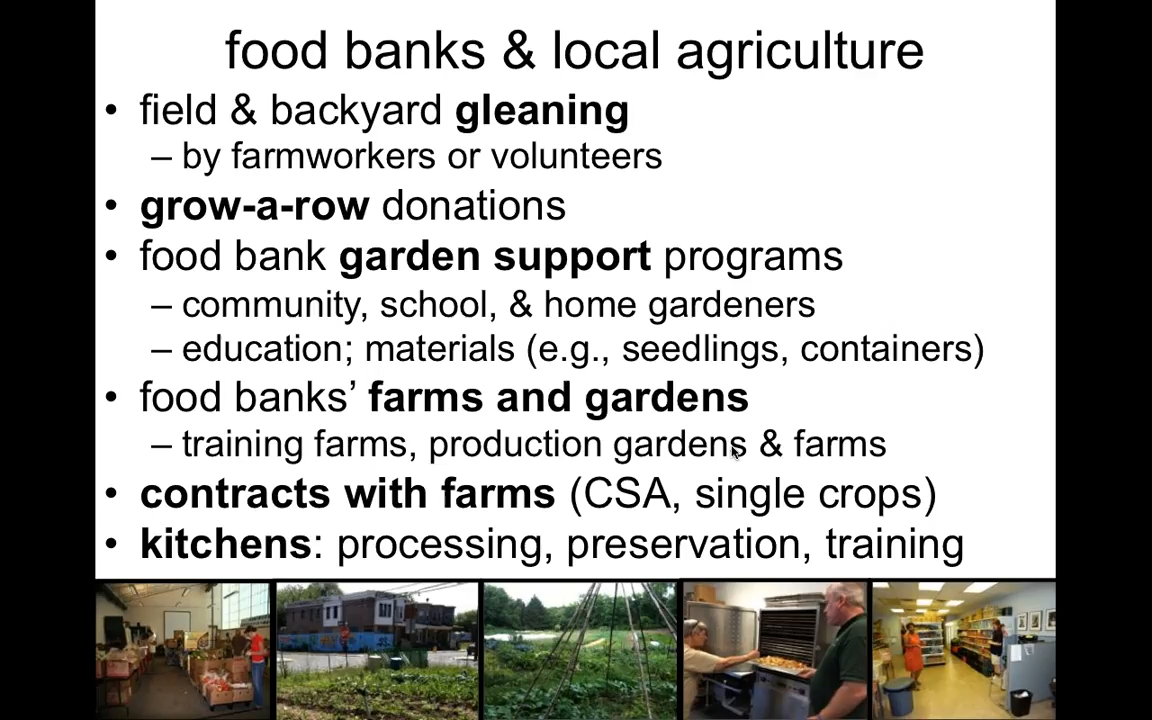 food banks & local agriculture
• field & backyard gleaning
– by farmworkers or volunteers
• grow-a-row donations
• food bank garden support programs
– community, school, & home gardeners
– education; materials (e.g., seedlings, containers)
• food banks’ farms and gardens
– training farms, production gardens & farms
• contracts with farms (CSA, single crops)
• kitchens: processing, preservation, training